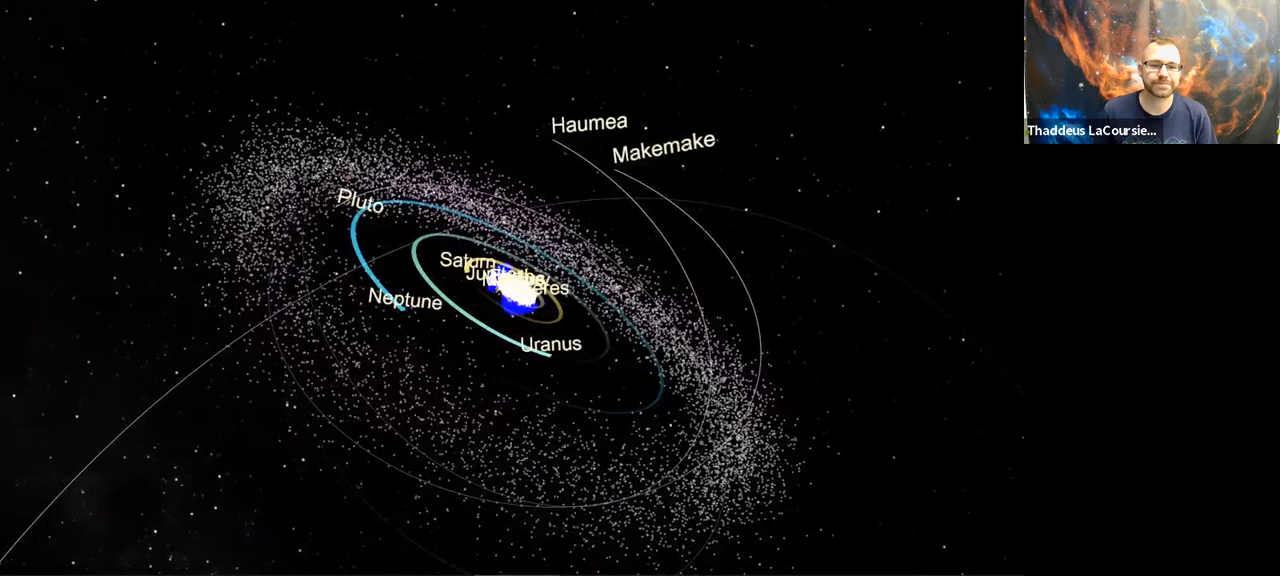 Haumea
Makemake
Pluto
Saturn
Neptune
Uranus
Thaddeus LaCoursie...